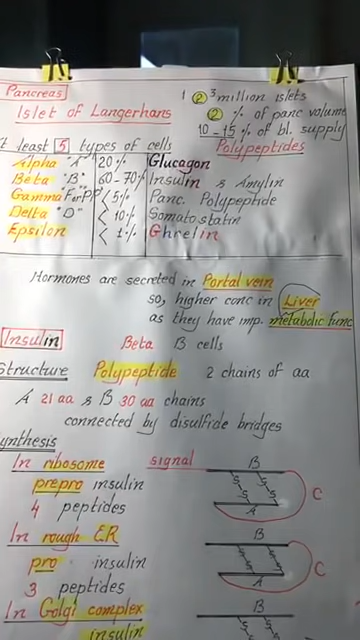 Pancreas
1 2 3 million islets
Islet of Langerhans
2 % of panc volume
10 - 15 % of bl. supply
t least 5 types of cells
Polypeptides
Alpha "A" 20% Glucagon
Beta "B" 60-70% Insulin & Amylin
Gamma "F or PP" < 5% Panc. Polypeptide
Delta "D" < 10% Somatostatin
Epsilon < 1% Ghrelin
Hormones are secreted in Portal vein
so, higher conc in Liver
as they have imp. metabolic func
Insulin Beta B cells
Structure Polypeptide 2 chains of aa
A 21 aa & B 30 aa chains
connected by disulfide bridges
ynthesis
In ribosome signal B
prepro insulin S S S S C
4 peptides A
In rough ER B
pro insulin C
3 peptides A
In Golgi complex B
insulin